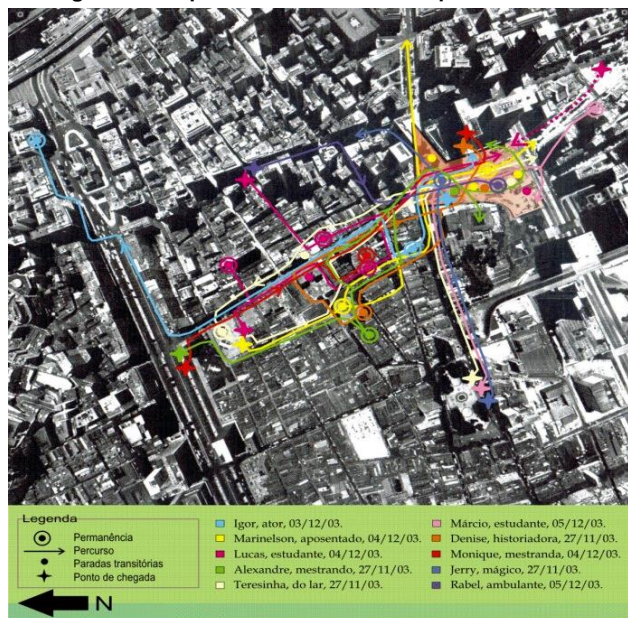 Legenda
Permanência
Percurso
Paradas transitórias
Ponto de chegada
N
Igor, ator, 03/12/03.
Marinelson, aposentado, 04/12/03.
Lucas, estudante, 04/12/03.
Alexandre, mestrando, 27/11/03.
Teresinha, do lar, 27/11/03.
Márcio, estudante, 05/12/03.
Denise, historiadora, 27/11/03.
Monique, mestranda, 04/12/03.
Jerry, mágico, 27/11/03.
Rabel, ambulante, 05/12/03.